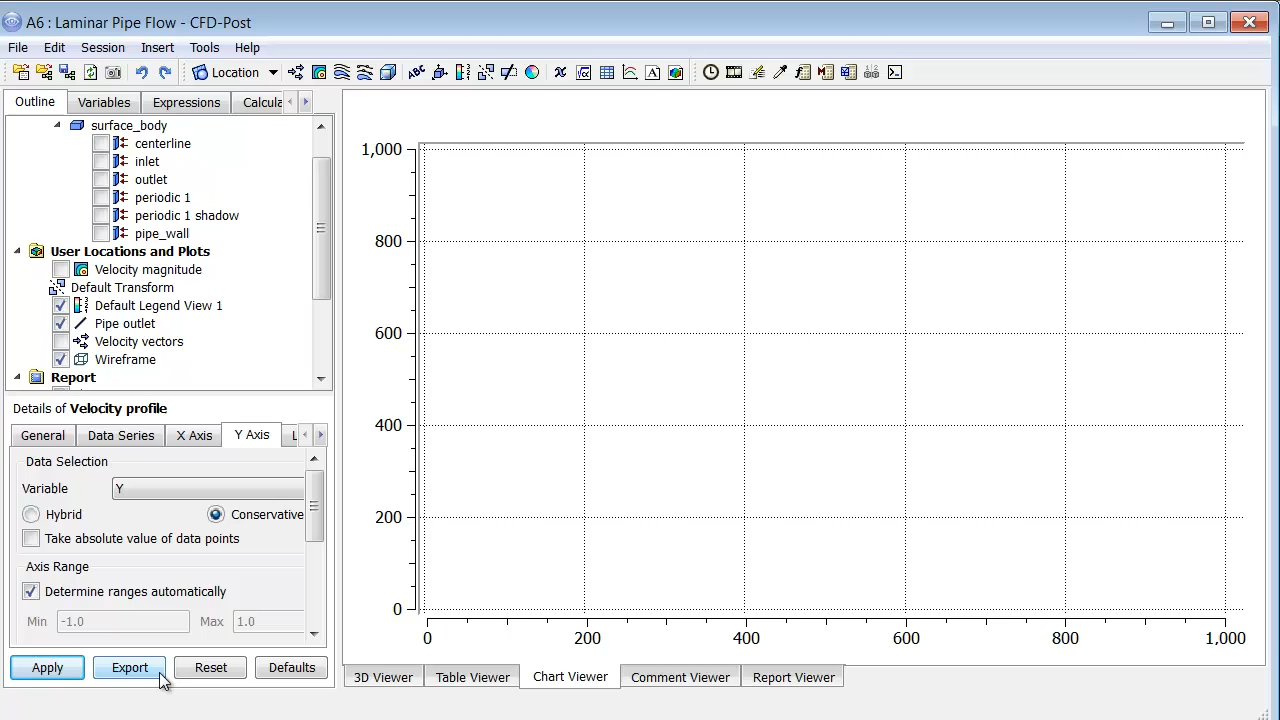 A6 : Laminar Pipe Flow - CFD-Post
File Edit Session Insert Tools Help
Location
Outline Variables Expressions Calcula
surface_body
centerline
inlet
outlet
periodic 1
periodic 1 shadow
pipe_wall
User Locations and Plots
Velocity magnitude
Default Transform
Default Legend View 1
Pipe outlet
Velocity vectors
Wireframe
Report
Details of Velocity profile
General Data Series X Axis Y Axis L
Data Selection
Variable Y
Hybrid Conservative
Take absolute value of data points
Axis Range
Determine ranges automatically
Min -1.0 Max 1.0
Apply Export Reset Defaults
1,000
800
600
400
200
0
0 200 400 600 800 1,000
3D Viewer Table Viewer Chart Viewer Comment Viewer Report Viewer